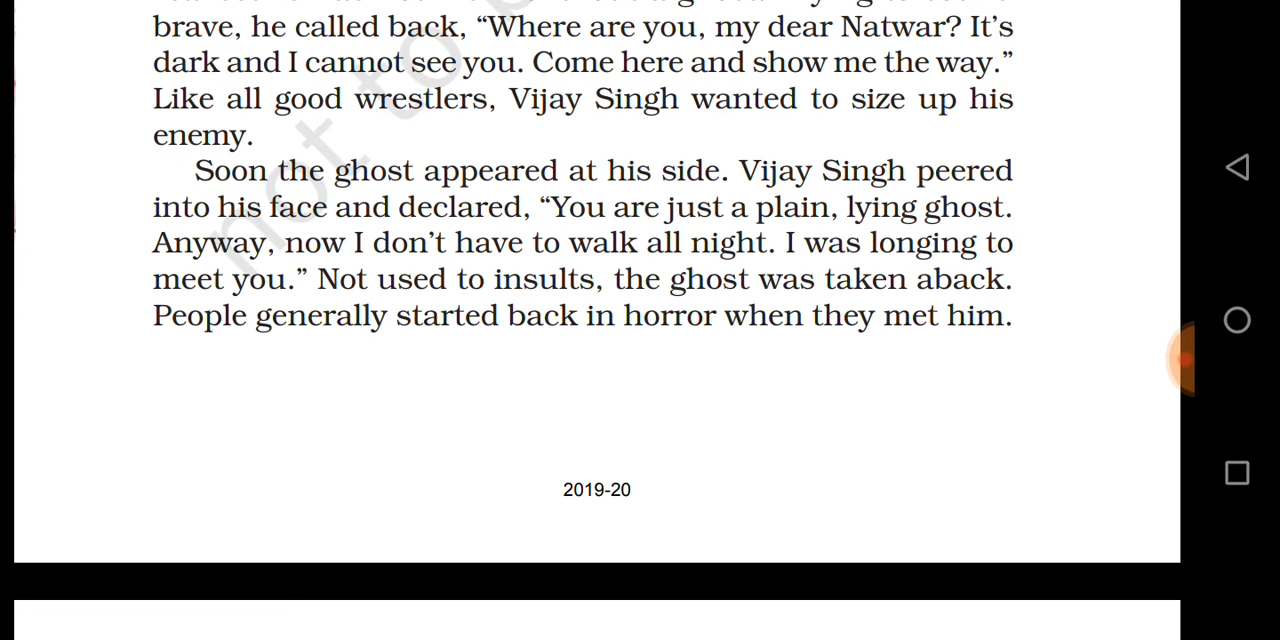 brave, he called back, “Where are you, my dear Natwar? It’s
dark and I cannot see you. Come here and show me the way.”
Like all good wrestlers, Vijay Singh wanted to size up his
enemy.
Soon the ghost appeared at his side. Vijay Singh peered
into his face and declared, “You are just a plain, lying ghost.
Anyway, now I don’t have to walk all night. I was longing to
meet you.” Not used to insults, the ghost was taken aback.
People generally started back in horror when they met him.
not to b
2019-20